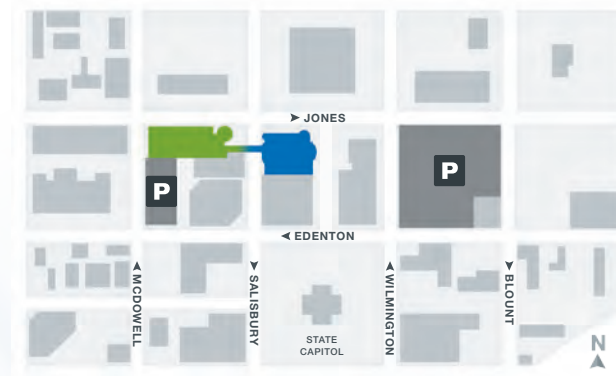 JONES
P
P
EDENTON
MCDOWELL
SALISBURY
WILMINGTON
BLOUNT
STATE
CAPITOL
N